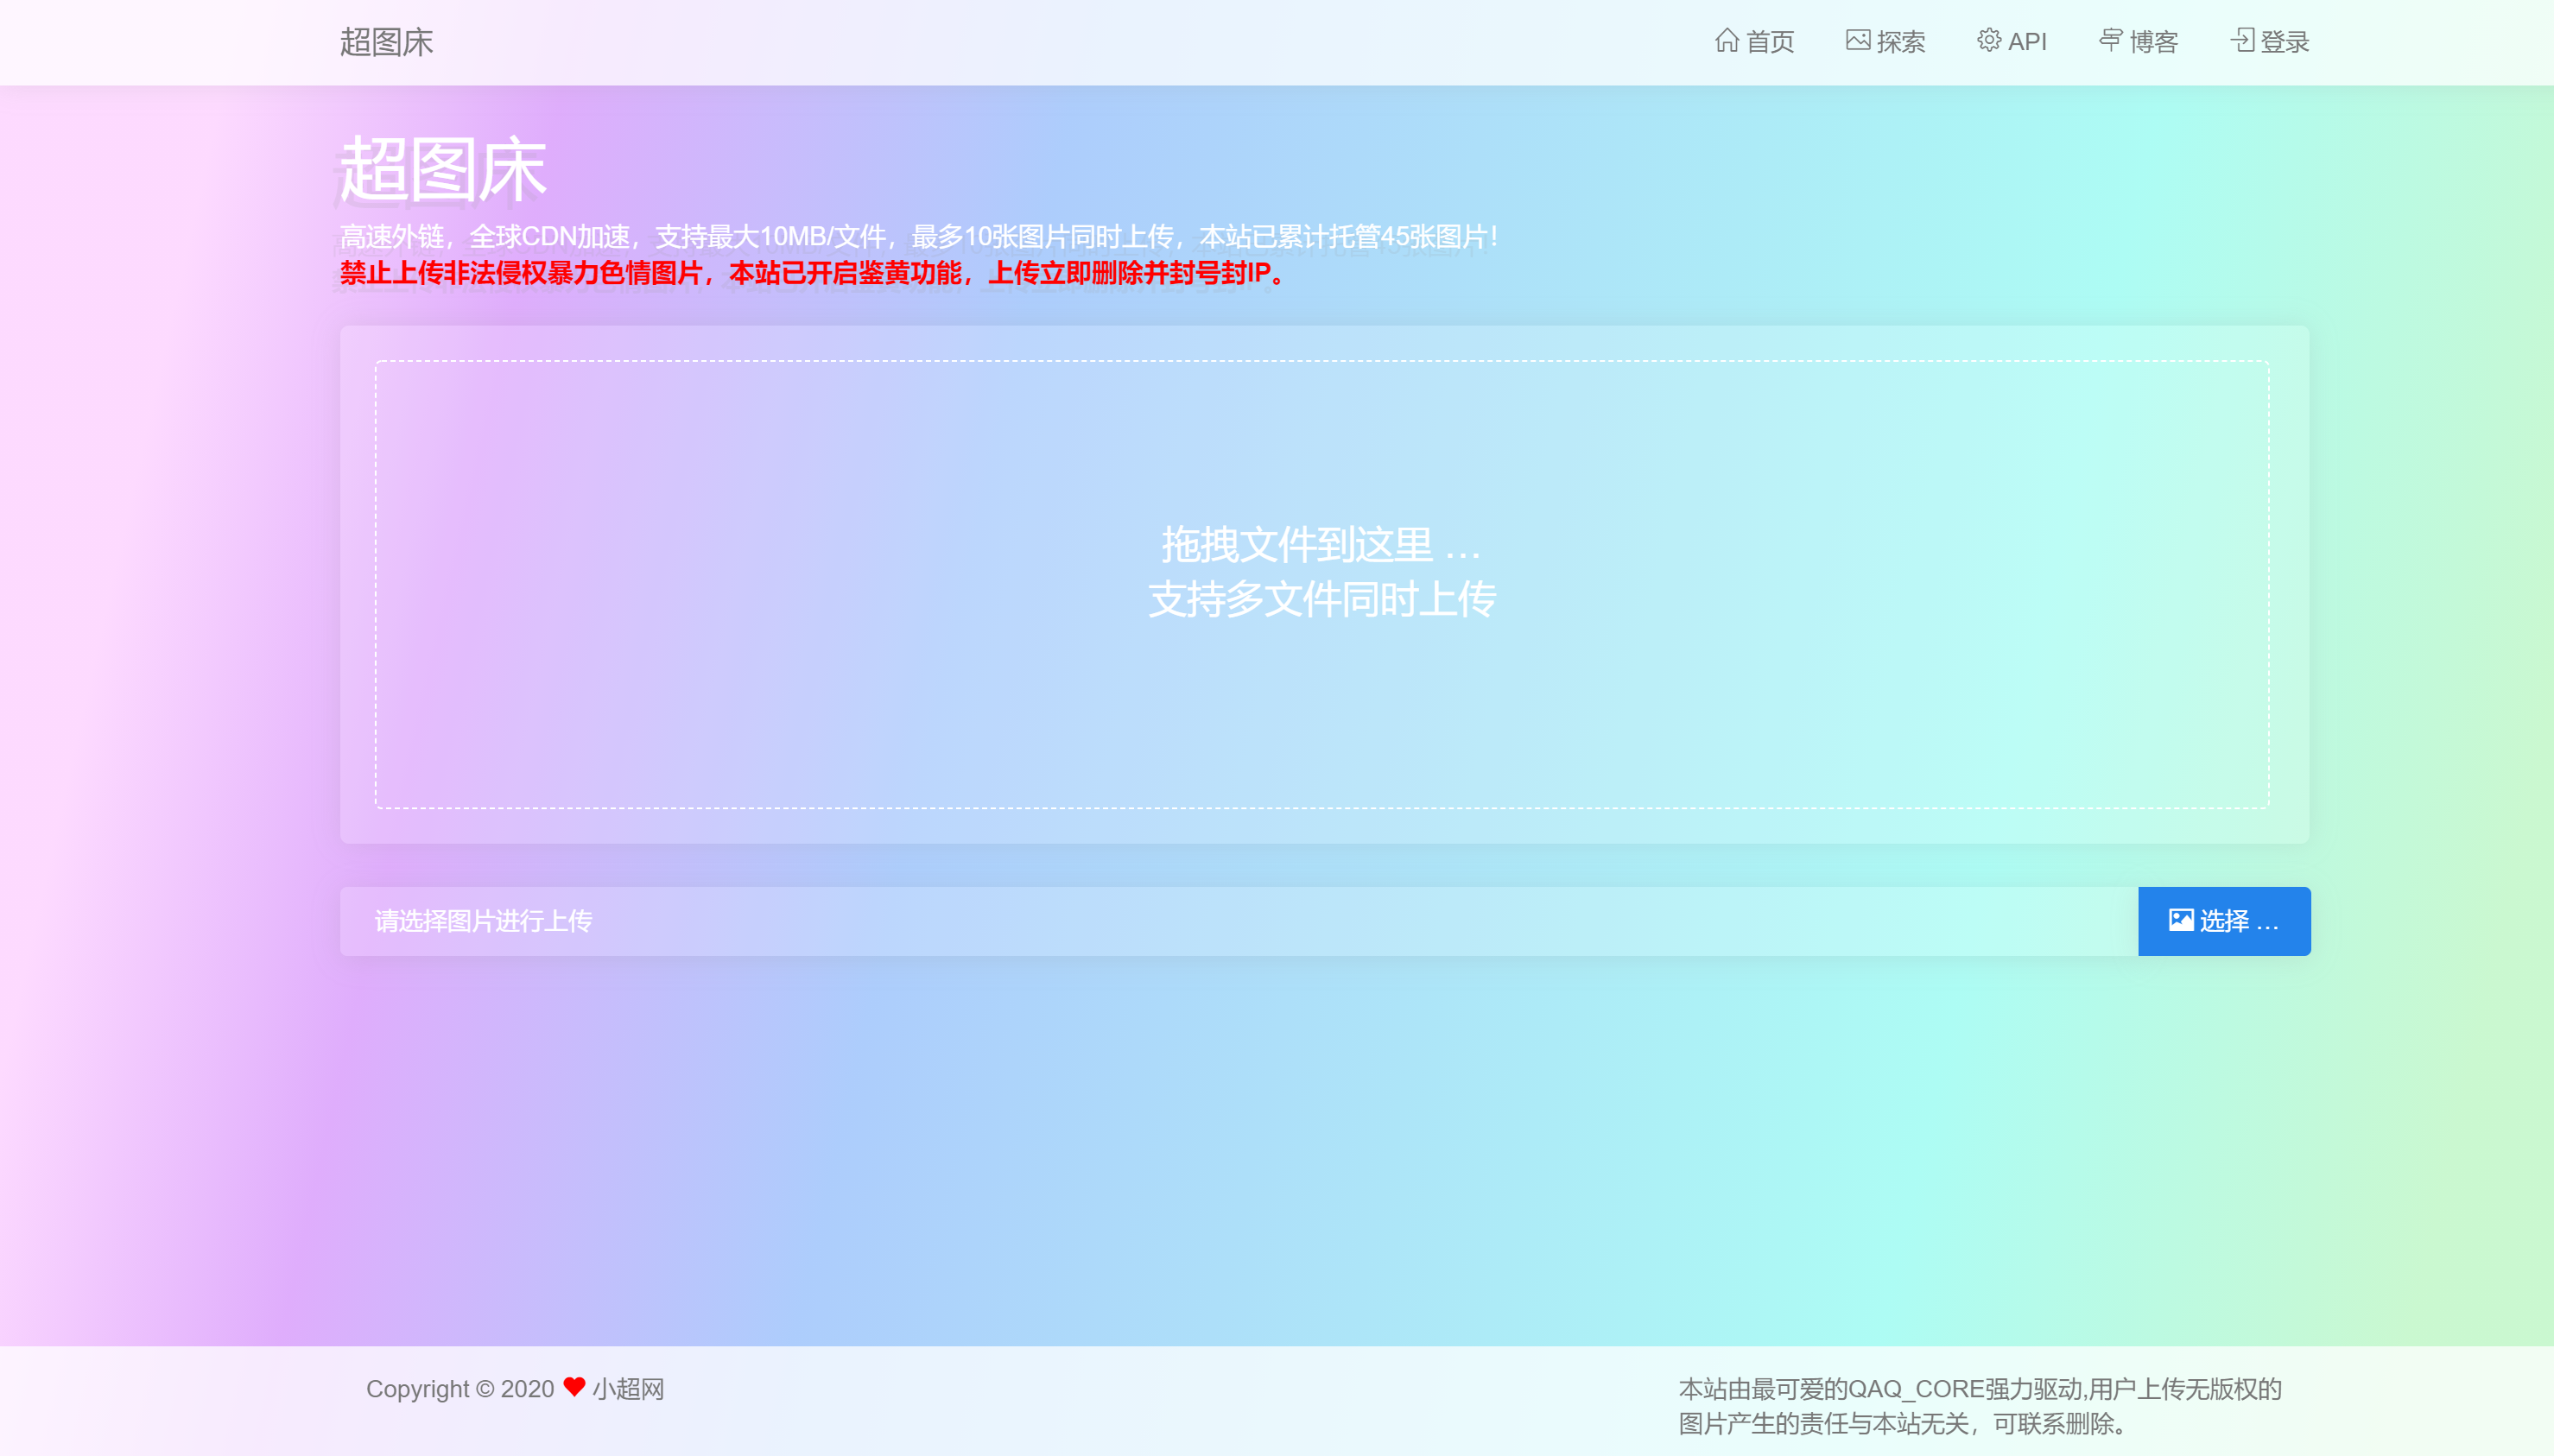 超图床
首页 探索 API 博客 登录
超图床
高速外链，全球CDN加速，支持最大10MB/文件，最多10张图片同时上传，本站已累计托管45张图片！
禁止上传非法侵权暴力色情图片，本站已开启鉴黄功能，上传立即删除并封号封IP。
拖拽文件到这里 …
支持多文件同时上传
请选择图片进行上传
选择 …
Copyright © 2020 ❤ 小超网
本站由最可爱的QAQ_CORE强力驱动,用户上传无版权的
图片产生的责任与本站无关，可联系删除。